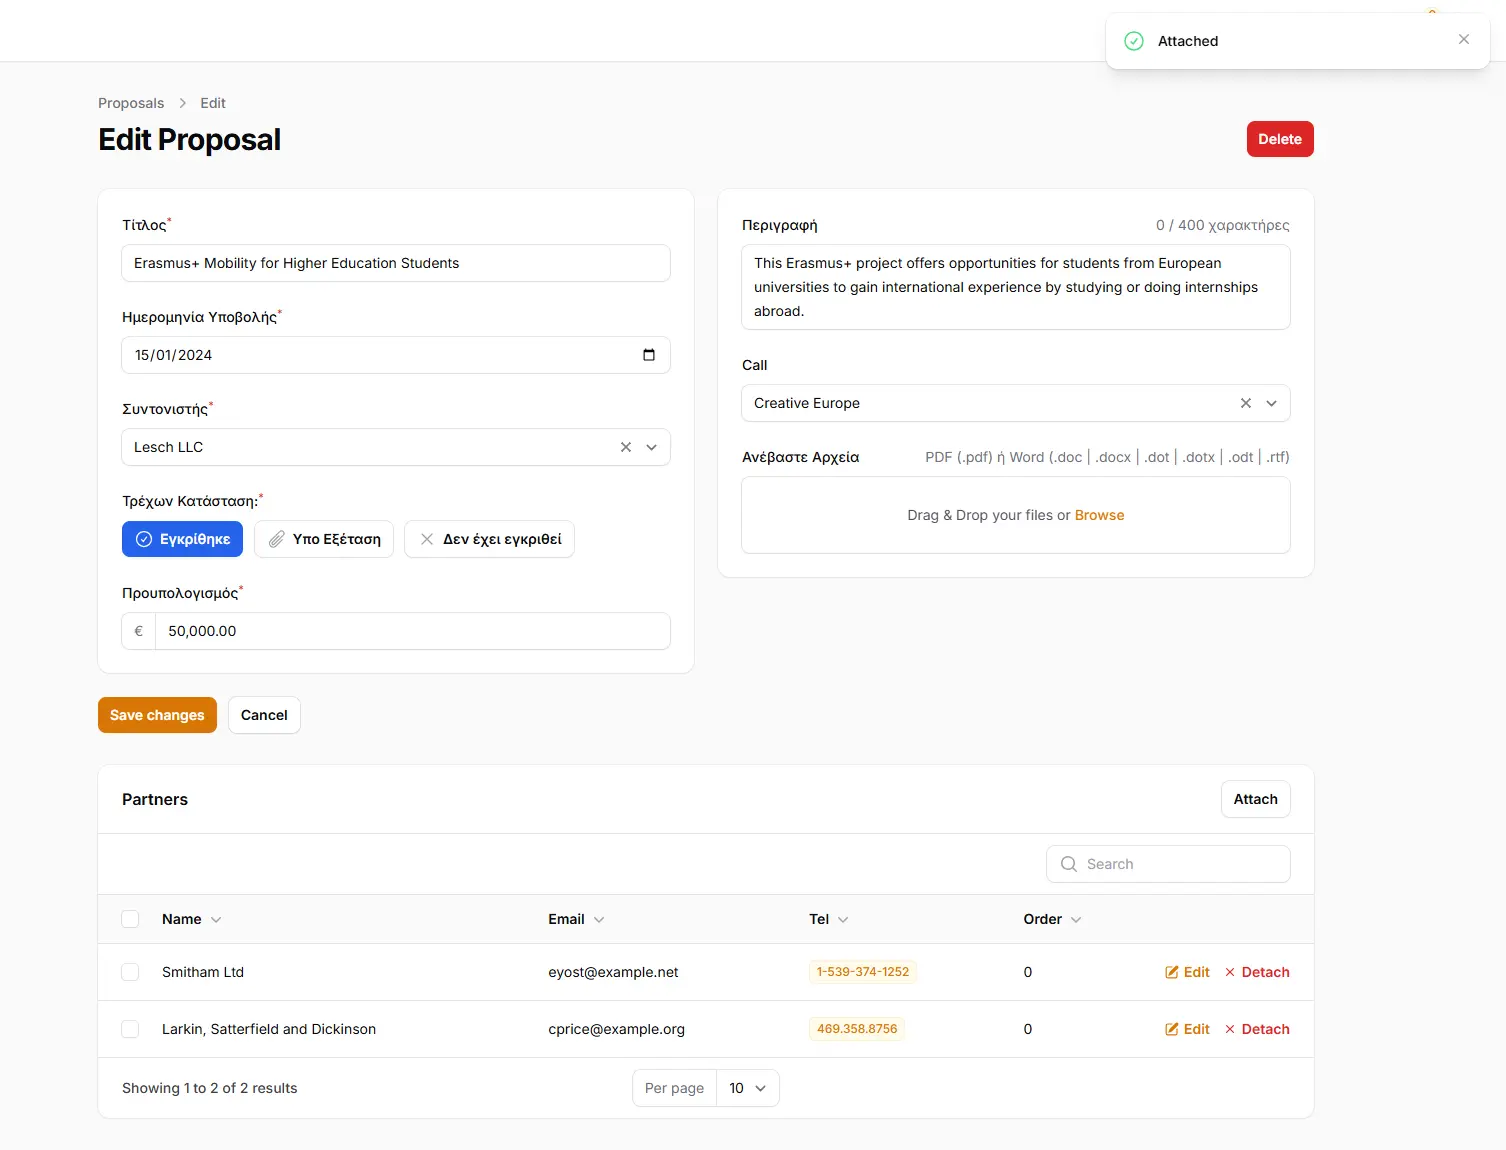 Attached
Proposals > Edit
Edit Proposal
Delete
Τίτλος*
Erasmus+ Mobility for Higher Education Students
Ημερομηνία Υποβολής*
15/01/2024
Συντονιστής*
Lesch LLC
Τρέχων Κατάσταση:*
Εγκρίθηκε
Υπο Εξέταση
Δεν έχει εγκριθεί
Προυπολογισμός*
€ 50,000.00
Περιγραφή 0 / 400 χαρακτήρες
This Erasmus+ project offers opportunities for students from European
universities to gain international experience by studying or doing internships
abroad.
Call
Creative Europe
Ανέβαστε Αρχεία PDF (.pdf) ή Word (.doc | .docx | .dot | .dotx | .odt | .rtf)
Drag & Drop your files or Browse
Save changes
Cancel
Partners
Attach
Search
Name Email Tel Order
Smitham Ltd eyost@example.net 1-539-374-1252 0 Edit Detach
Larkin, Satterfield and Dickinson cprice@example.org 469.358.8756 0 Edit Detach
Showing 1 to 2 of 2 results
Per page 10